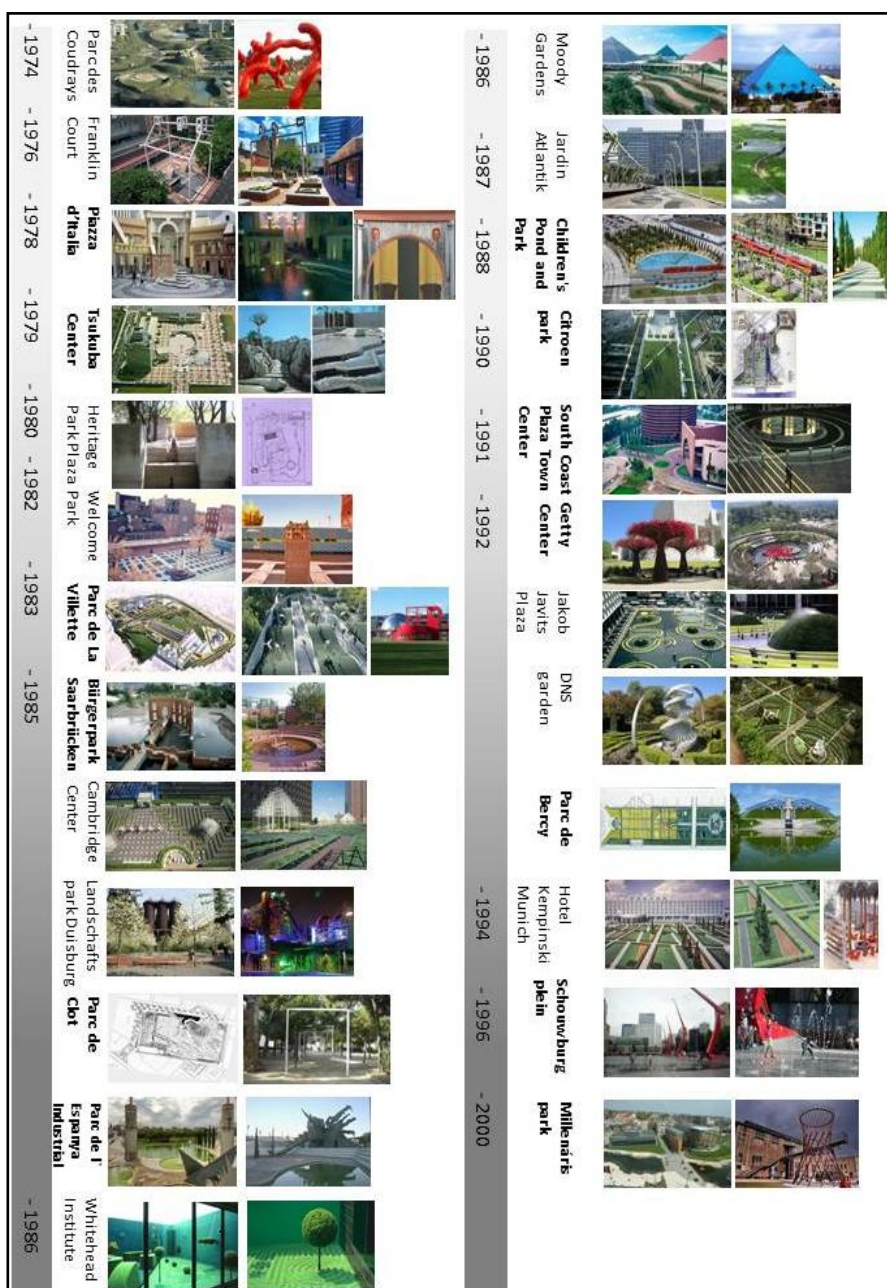 - 1974
Parc des
Coudrays
- 1976
Franklin
Court
- 1978
Piazza
d'Italia
- 1979
Tsukuba
Center
- 1980
Heritage
Park Plaza Park
- 1982
Welcome
- 1983
Parc de La
Villette
- 1985
Bürgerpark
Saarbrücken
Cambridge
Center
Landschafts
park Duisburg
Parc de
Clot
Parc de l'
Espanya
Industrial
- 1986
Whitehead
Institute
- 1986
Moody
Gardens
- 1987
Jardin
Atlantik
- 1988
Children's
Pond and
Park
- 1990
Citroen
park
- 1991
South Coast Getty
Plaza Town Center
Center
- 1992
Jakob
Javits
Plaza
DNS
garden
Parc de
Bercy
- 1994
Hotel
Kempinski
Munich
- 1996
Schouwburg
plein
- 2000
Millenáris
park